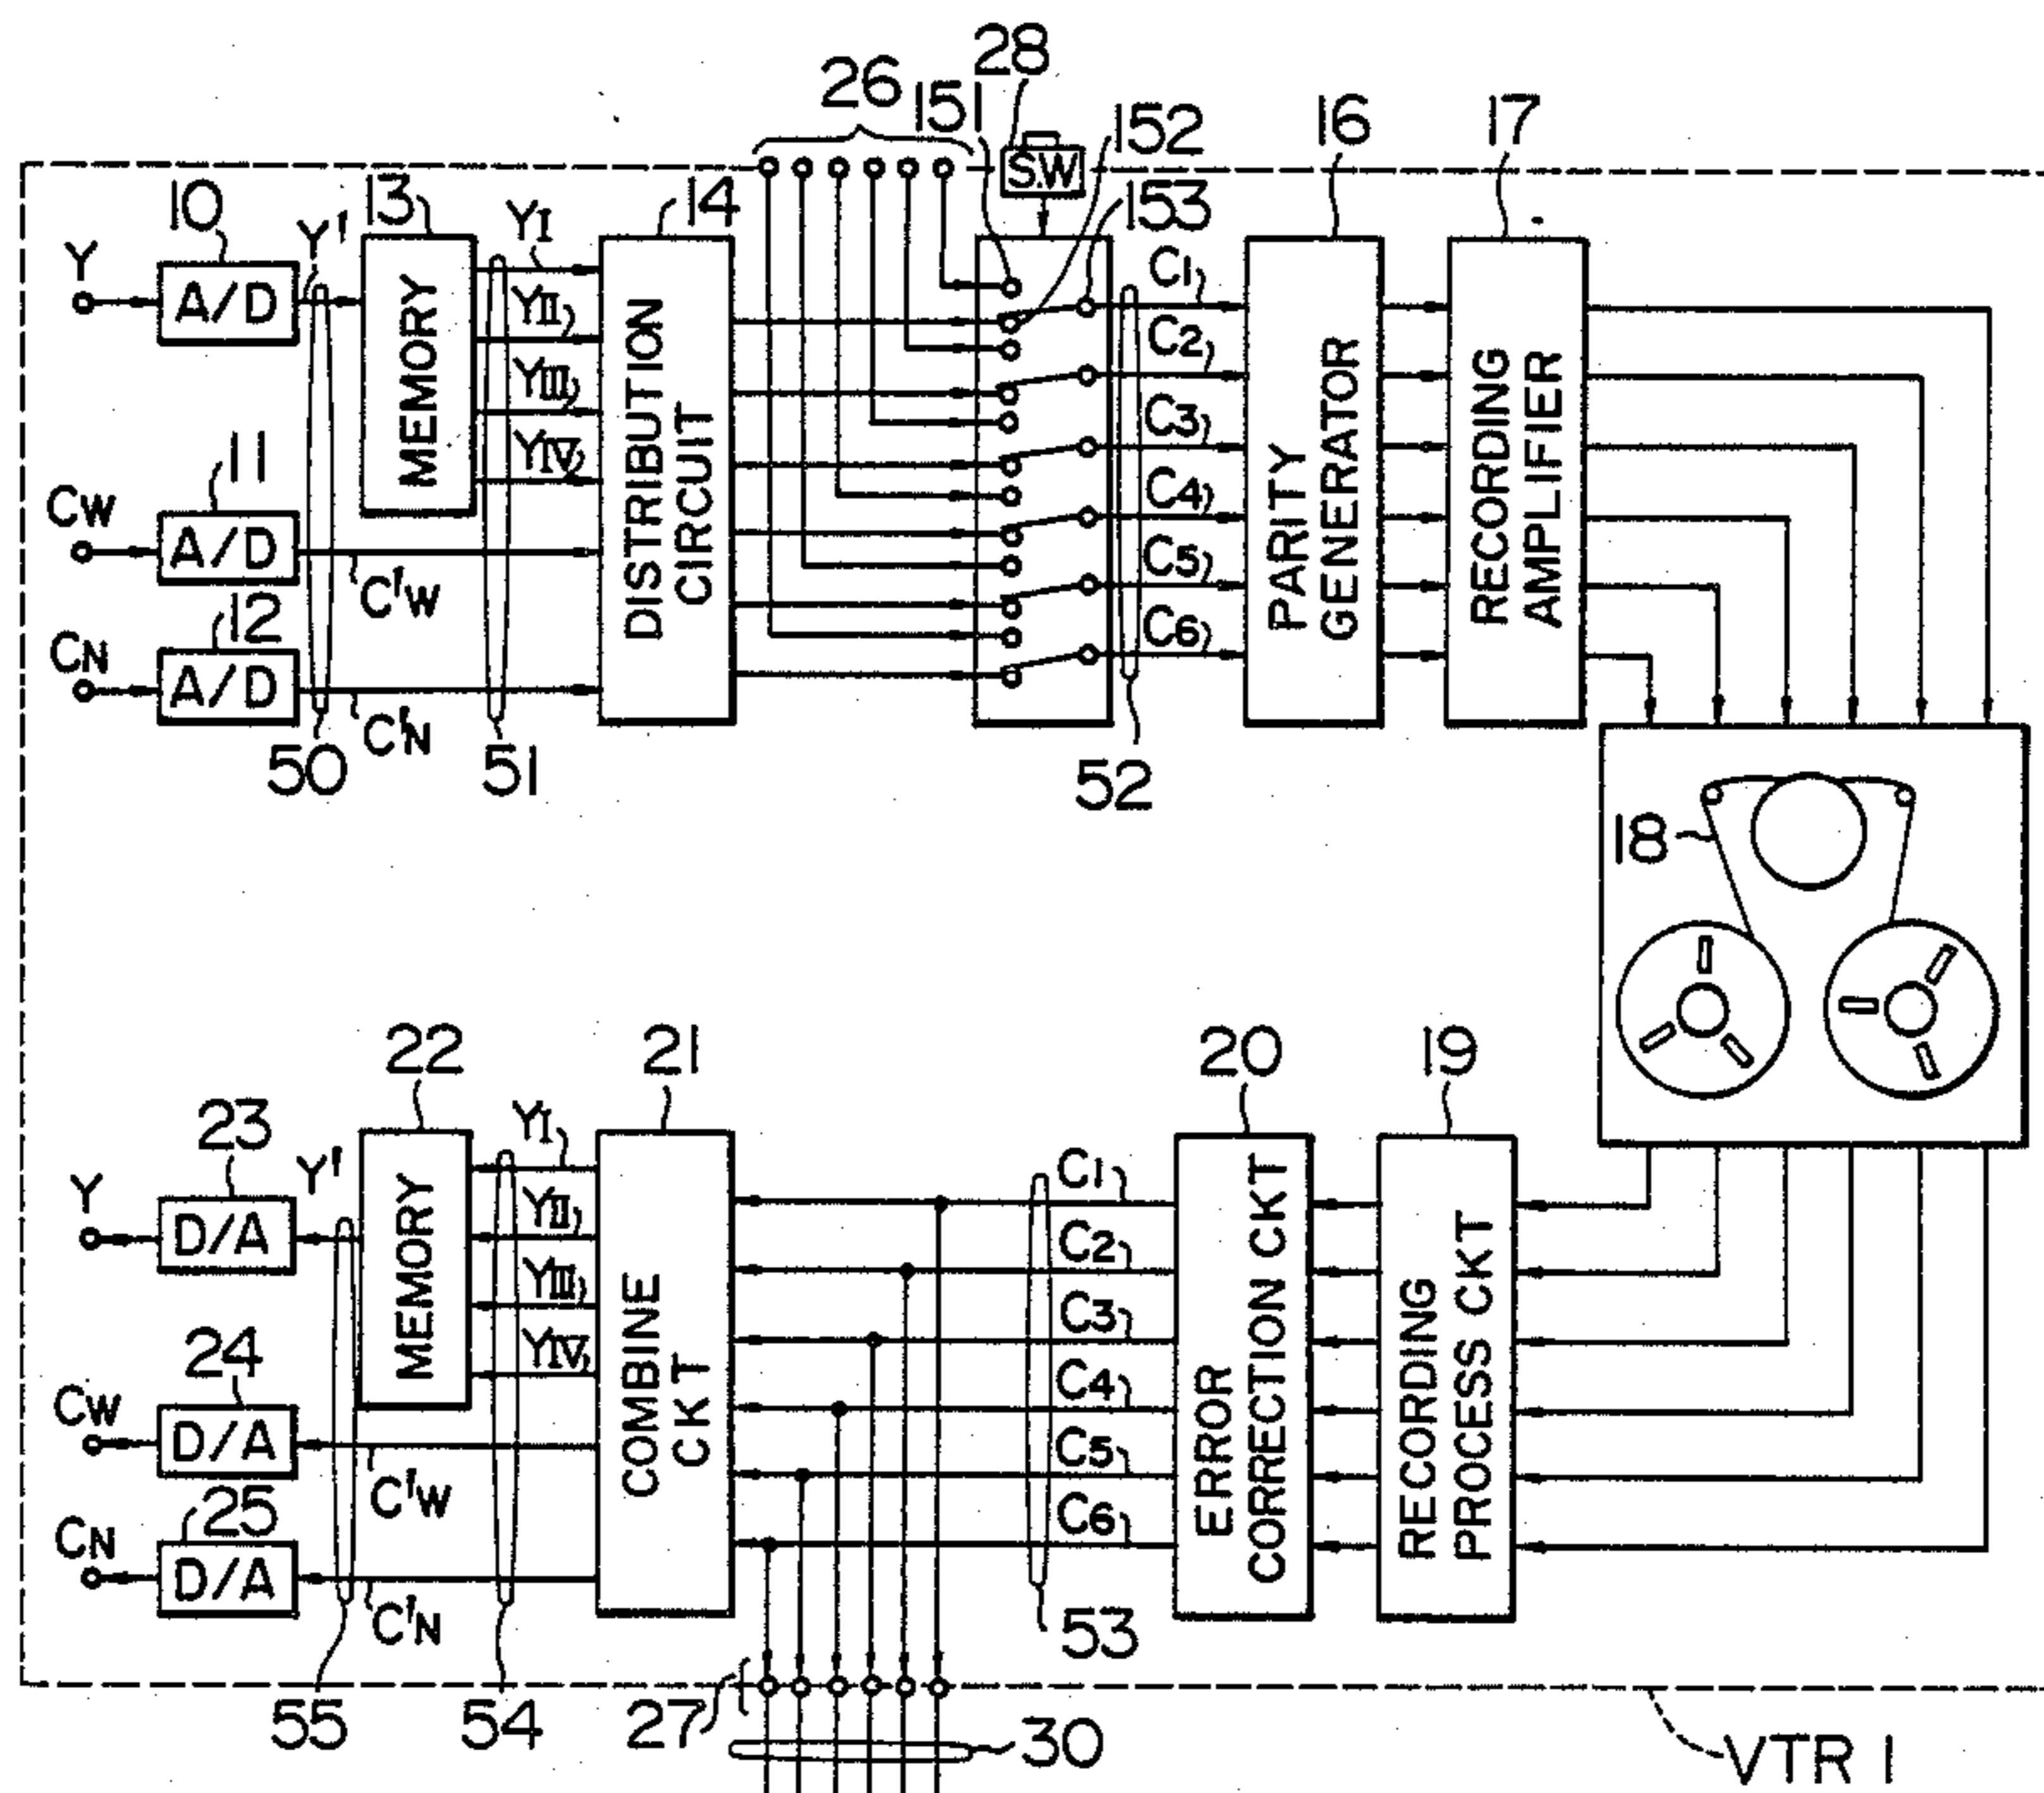 28
26 151 152 16 17
S.W
10 Y' 13 YI 14 153
Y A/D MEMORY YII DISTRIBUTION CIRCUIT C1 PARITY GENERATOR RECORDING AMPLIFIER
YIII C2
YIV C3
11 C4
CW A/D C'W C5
12 C6
CN A/D C'N
50 51 52
18
22 21 20 19
23 Y' YI C1
Y D/A MEMORY YII COMBINE CKT C2 ERROR CORRECTION CKT RECORDING PROCESS CKT
YIII C3
24 YIV C4
CW D/A C'W C5
25 C6
CN D/A C'N
53
55 54 27 30
VTR 1